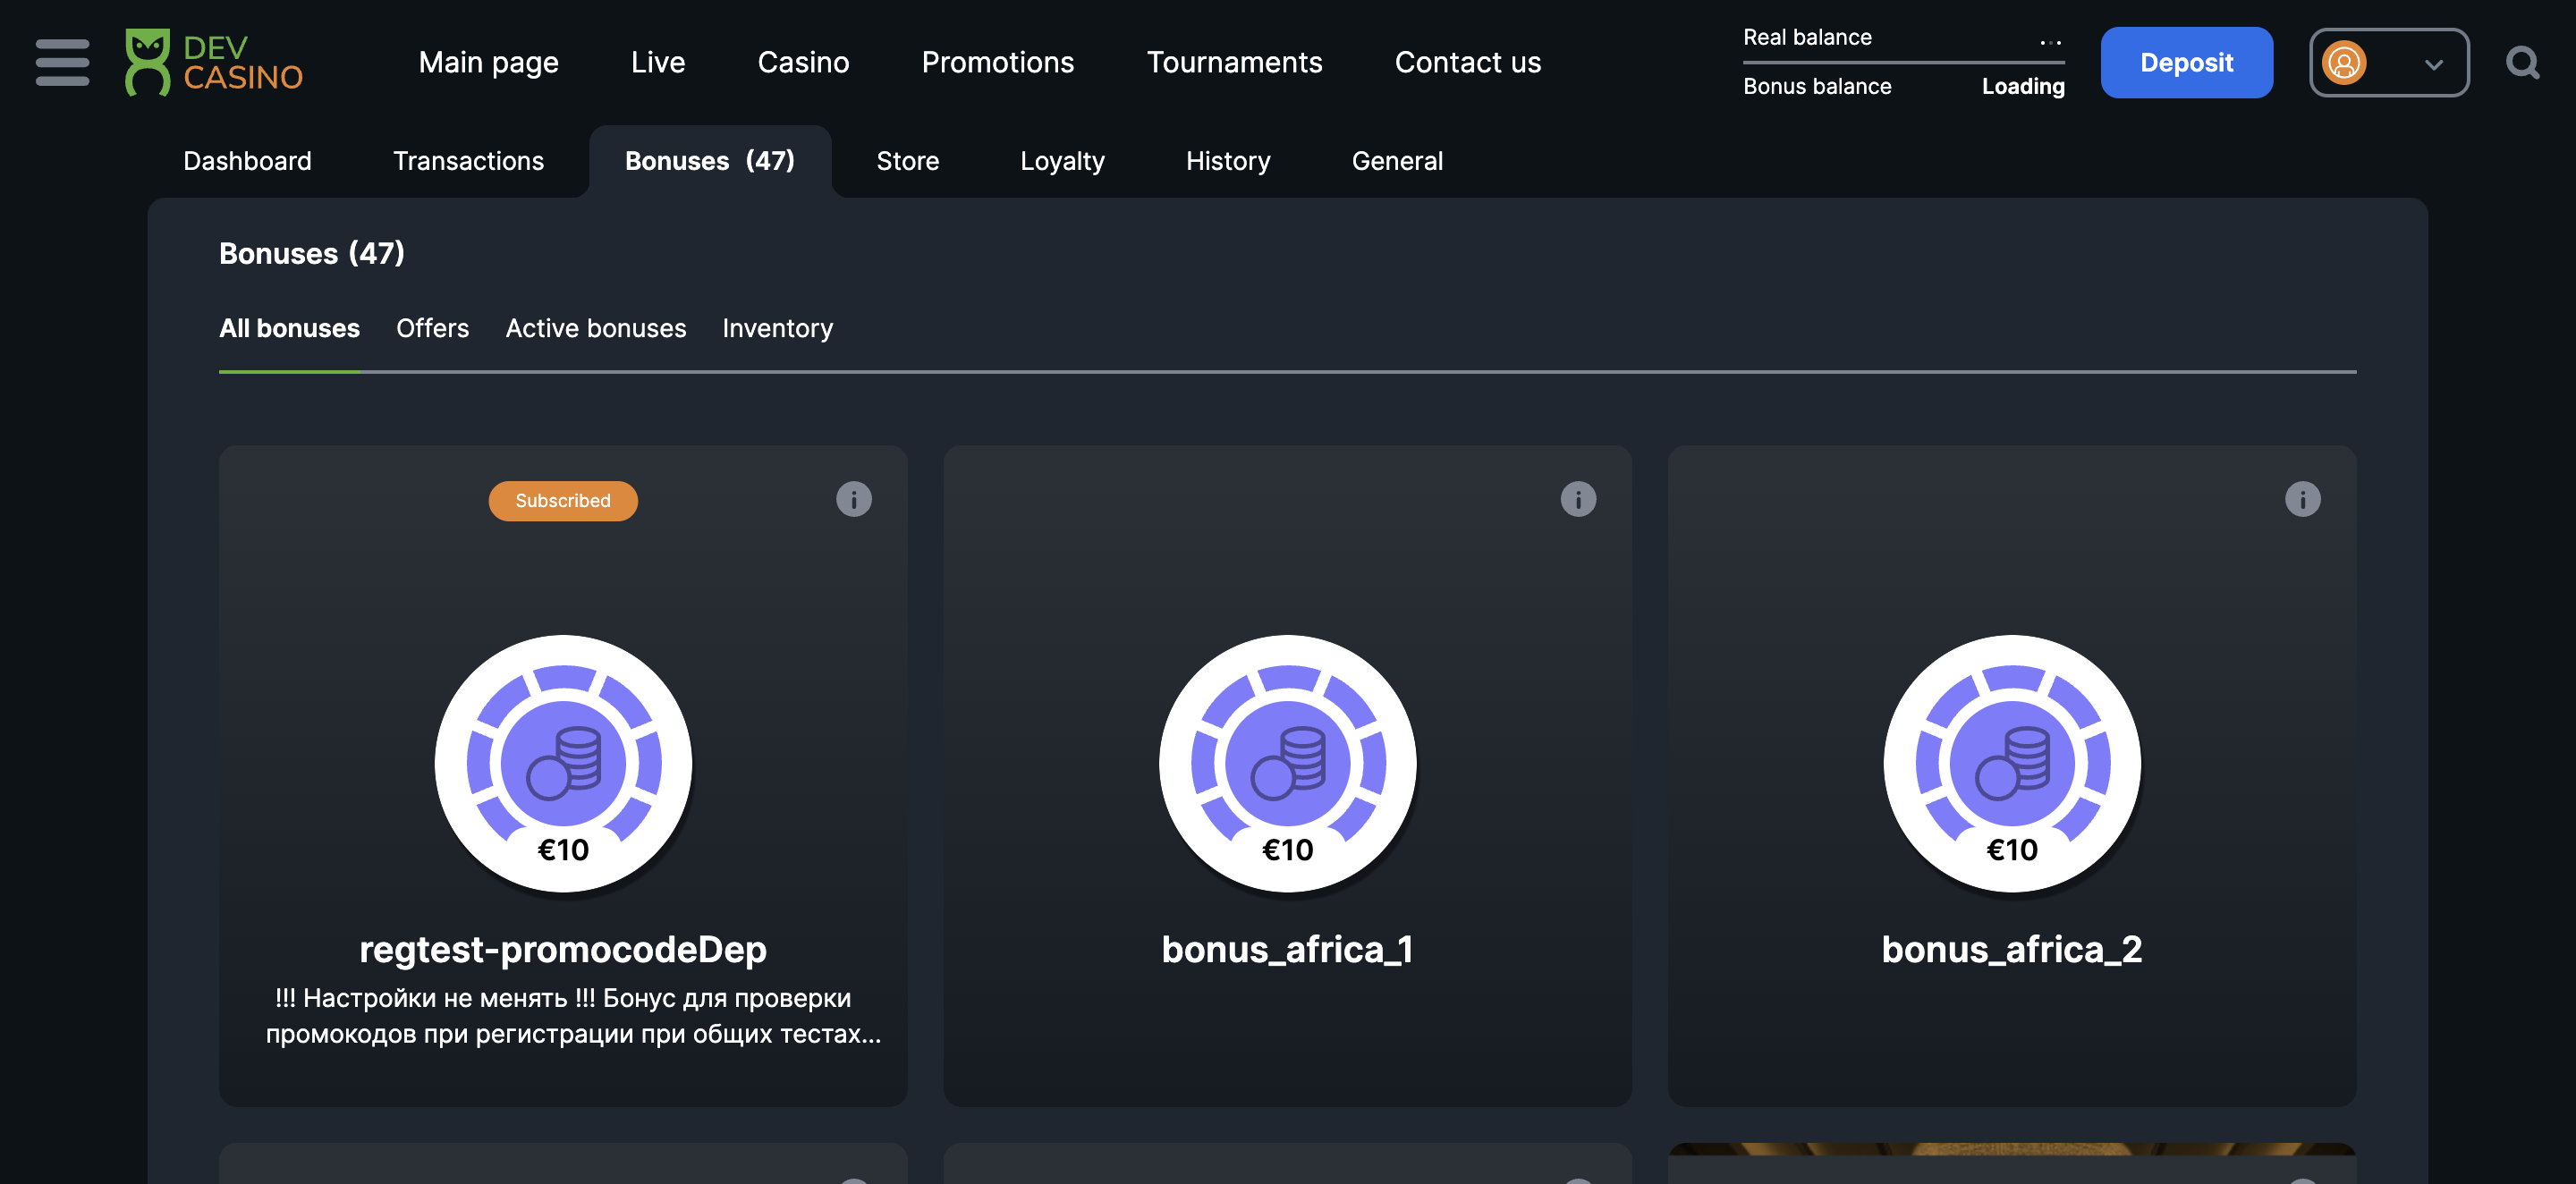 DEV
CASINO
Main page
Live
Casino
Promotions
Tournaments
Contact us
Real balance ...
Bonus balance Loading
Deposit
Dashboard
Transactions
Bonuses (47)
Store
Loyalty
History
General
Bonuses (47)
All bonuses
Offers
Active bonuses
Inventory
Subscribed
€10
regtest-promocodeDep
!!! Настройки не менять !!! Бонус для проверки
промокодов при регистрации при общих тестах...
€10
bonus_africa_1
€10
bonus_africa_2